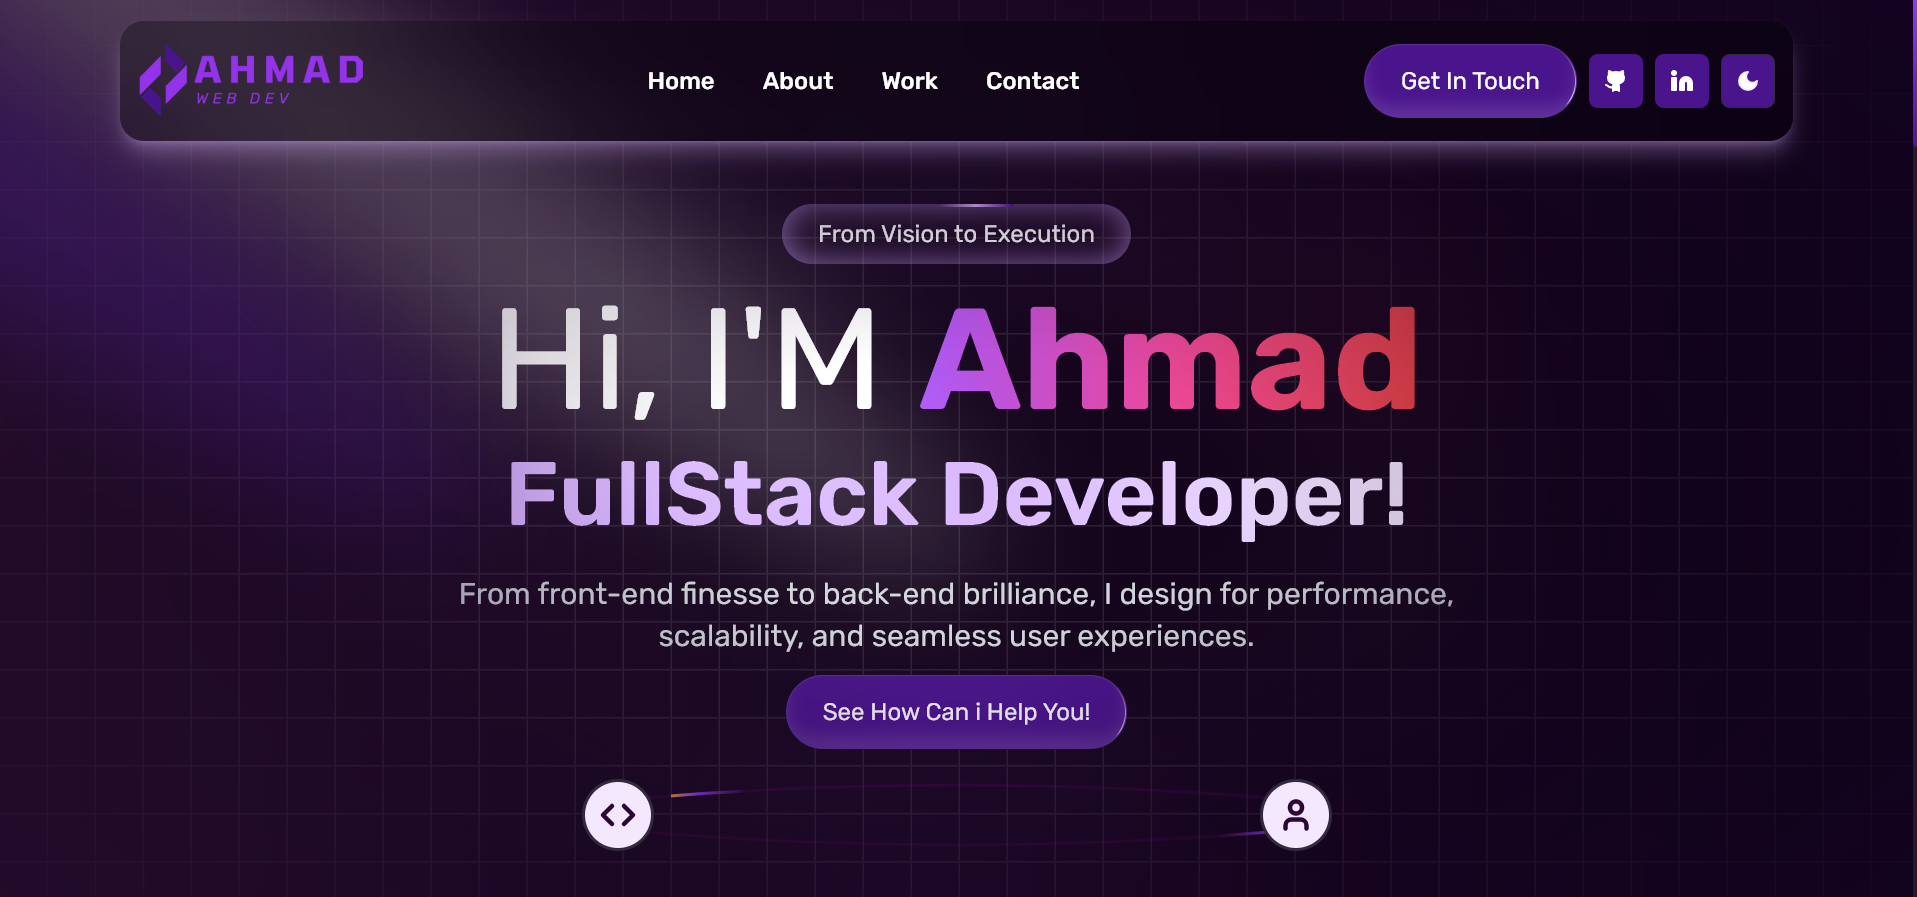 AHMAD
WEB DEV
Home About Work Contact
Get In Touch
From Vision to Execution
Hi, I'M Ahmad
FullStack Developer!
From front-end finesse to back-end brilliance, I design for performance,
scalability, and seamless user experiences.
See How Can i Help You!